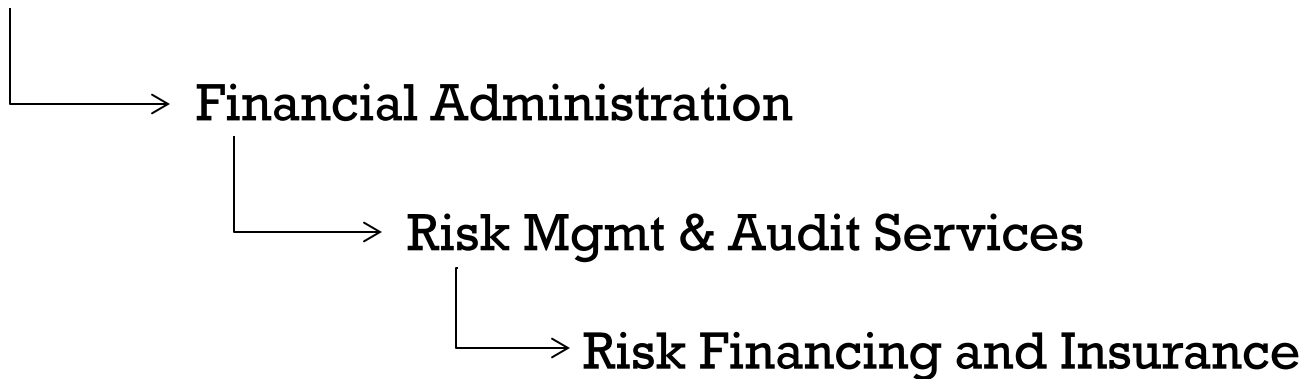 Financial Administration
Risk Mgmt & Audit Services
Risk Financing and Insurance